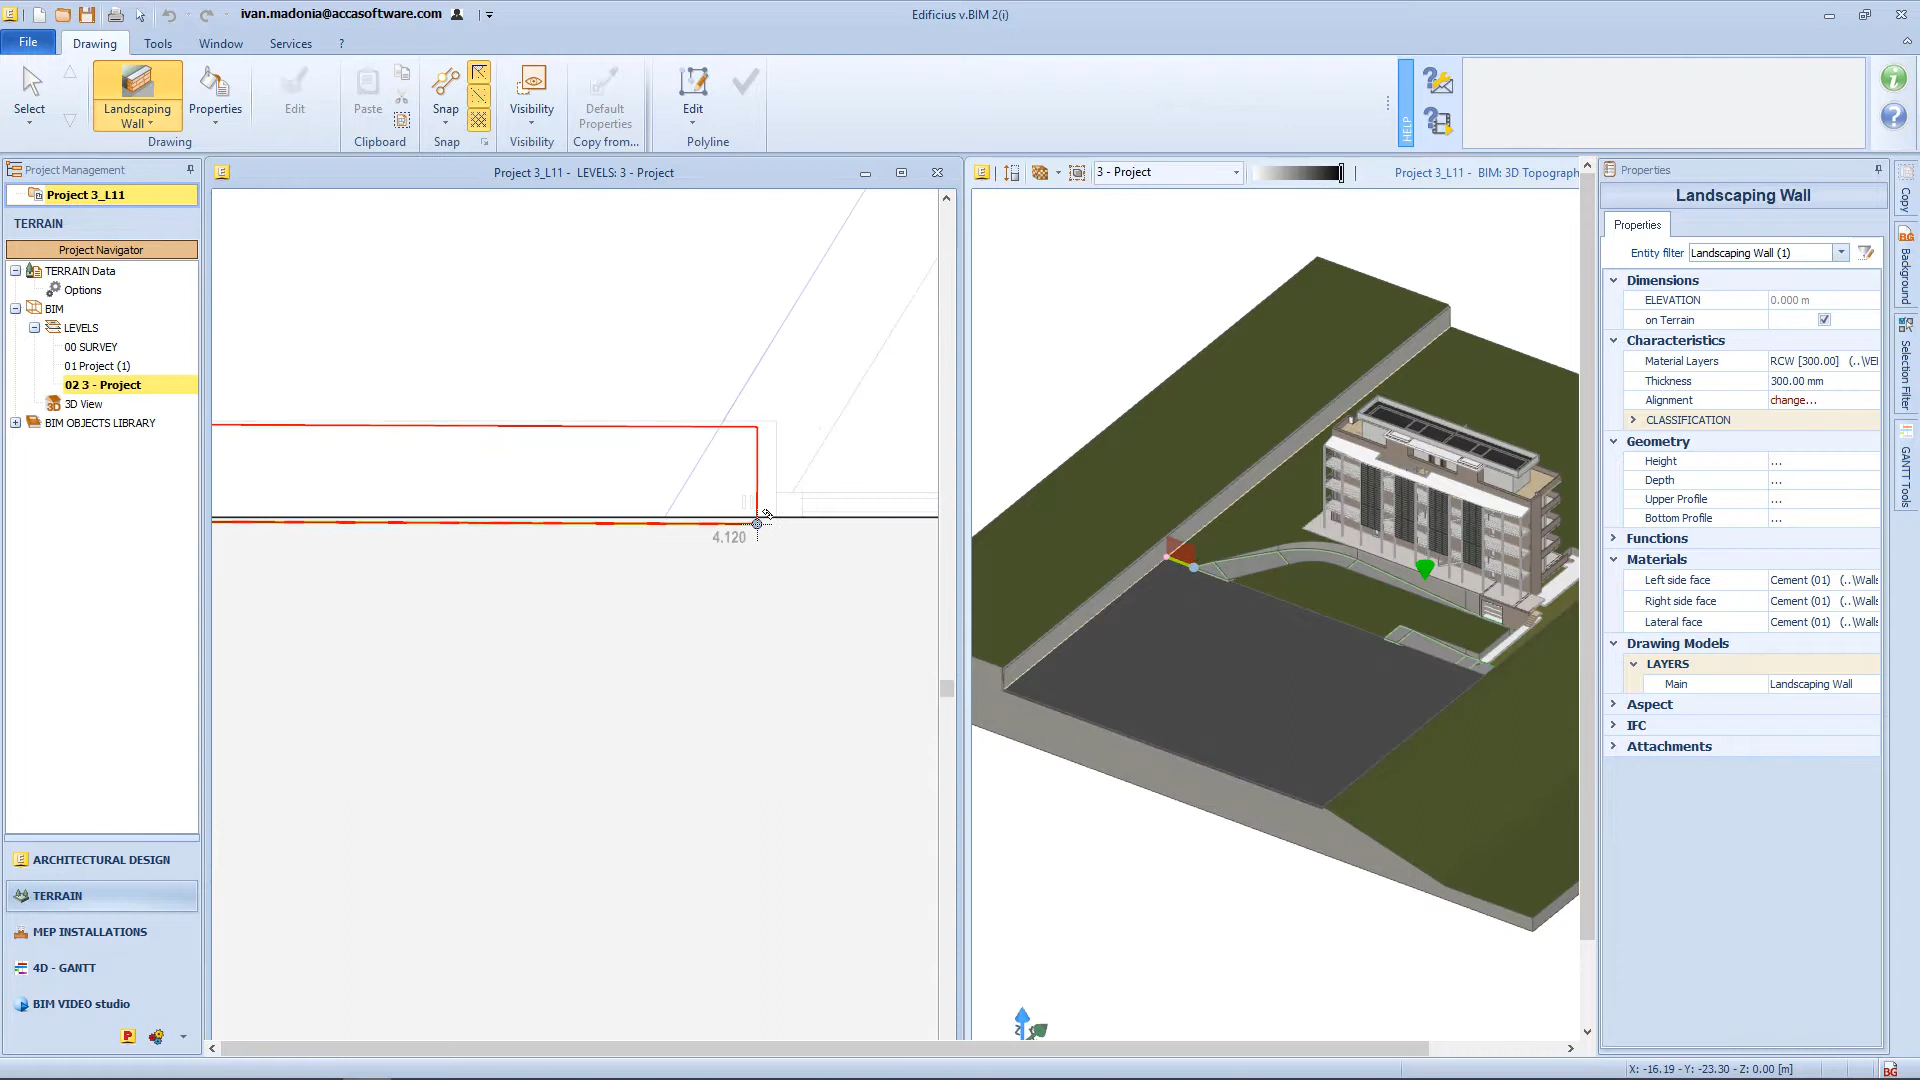 ivan.madonia@accasoftware.com
Edificius v.BIM 2(i)
File
Drawing
Tools
Window
Services
?
Select
Landscaping
Wall
Properties
Edit
Drawing
Paste
Clipboard
Snap
Snap
Visibility
Visibility
Default
Properties
Copy from...
Edit
Polyline
HELP
Project Management
Project 3_L11
TERRAIN
Project Navigator
TERRAIN Data
Options
BIM
LEVELS
00 SURVEY
01 Project (1)
02 3 - Project
3D View
BIM OBJECTS LIBRARY
ARCHITECTURAL DESIGN
TERRAIN
MEP INSTALLATIONS
4D - GANTT
BIM VIDEO studio
Project 3_L11 - LEVELS: 3 - Project
4.120
3 - Project
Project 3_L11 - BIM: 3D Topograph
Properties
Landscaping Wall
Properties
Entity filter Landscaping Wall (1)
Dimensions
ELEVATION 0.000 m
on Terrain
Characteristics
Material Layers RCW [300.00] (..\VE
Thickness 300.00 mm
Alignment change...
CLASSIFICATION
Geometry
Height ...
Depth ...
Upper Profile ...
Bottom Profile ...
Functions
Materials
Left side face Cement (01) (..\Walls
Right side face Cement (01) (..\Walls
Lateral face Cement (01) (..\Walls
Drawing Models
LAYERS
Main Landscaping Wall
Aspect
IFC
Attachments
Copy
Background
Selection Filter
GANTT Tools
X: -16.19 - Y: -23.30 - Z: 0.00 [m]
BG